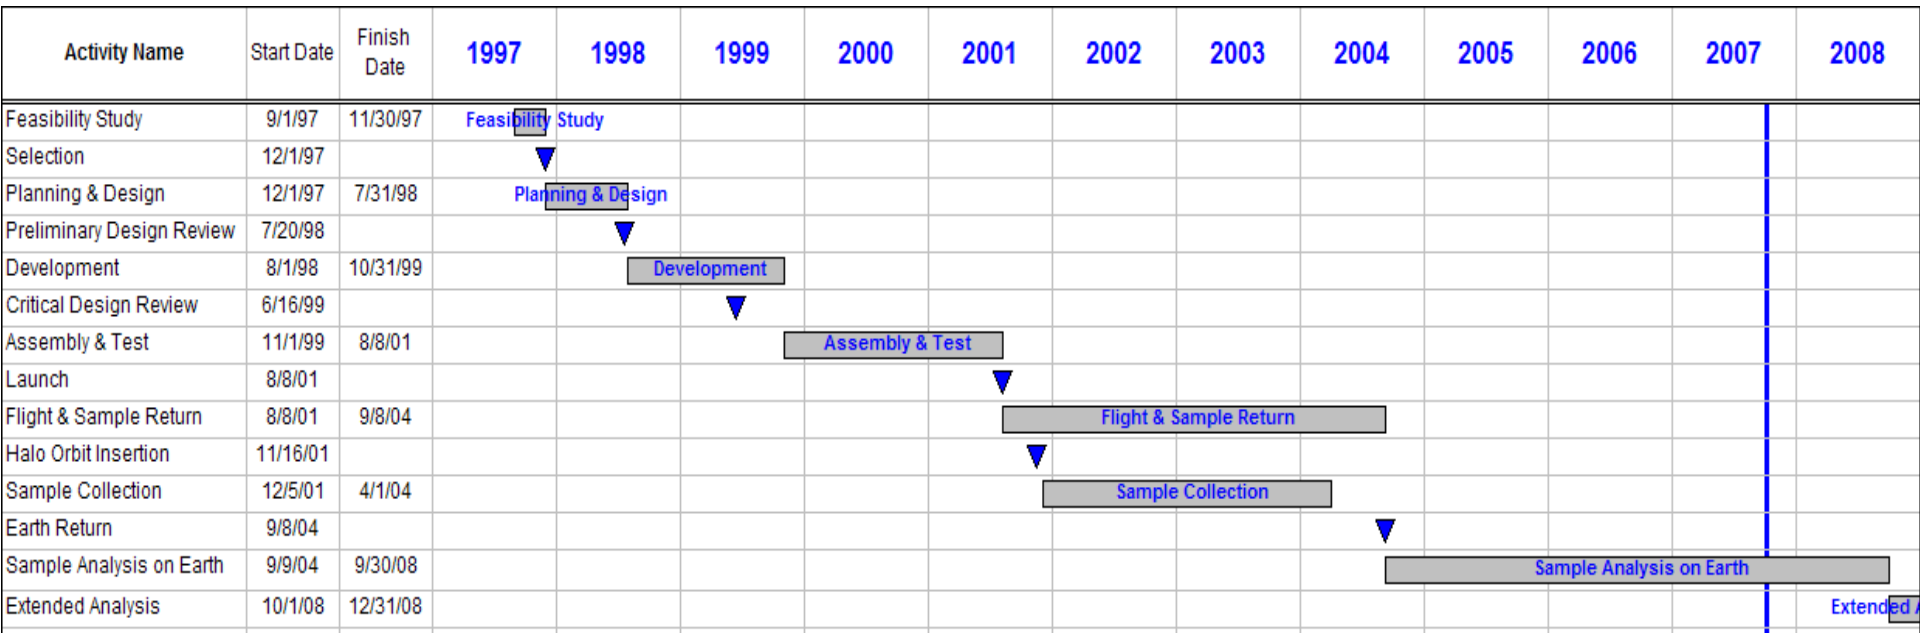 Activity Name Start Date Finish Date 1997 1998 1999 2000 2001 2002 2003 2004 2005 2006 2007 2008
Feasibility Study 9/1/97 11/30/97 Feasibility Study
Selection 12/1/97
Planning & Design 12/1/97 7/31/98 Planning & Design
Preliminary Design Review 7/20/98
Development 8/1/98 10/31/99 Development
Critical Design Review 6/16/99
Assembly & Test 11/1/99 8/8/01 Assembly & Test
Launch 8/8/01
Flight & Sample Return 8/8/01 9/8/04 Flight & Sample Return
Halo Orbit Insertion 11/16/01
Sample Collection 12/5/01 4/1/04 Sample Collection
Earth Return 9/8/04
Sample Analysis on Earth 9/9/04 9/30/08 Sample Analysis on Earth
Extended Analysis 10/1/08 12/31/08 Extended